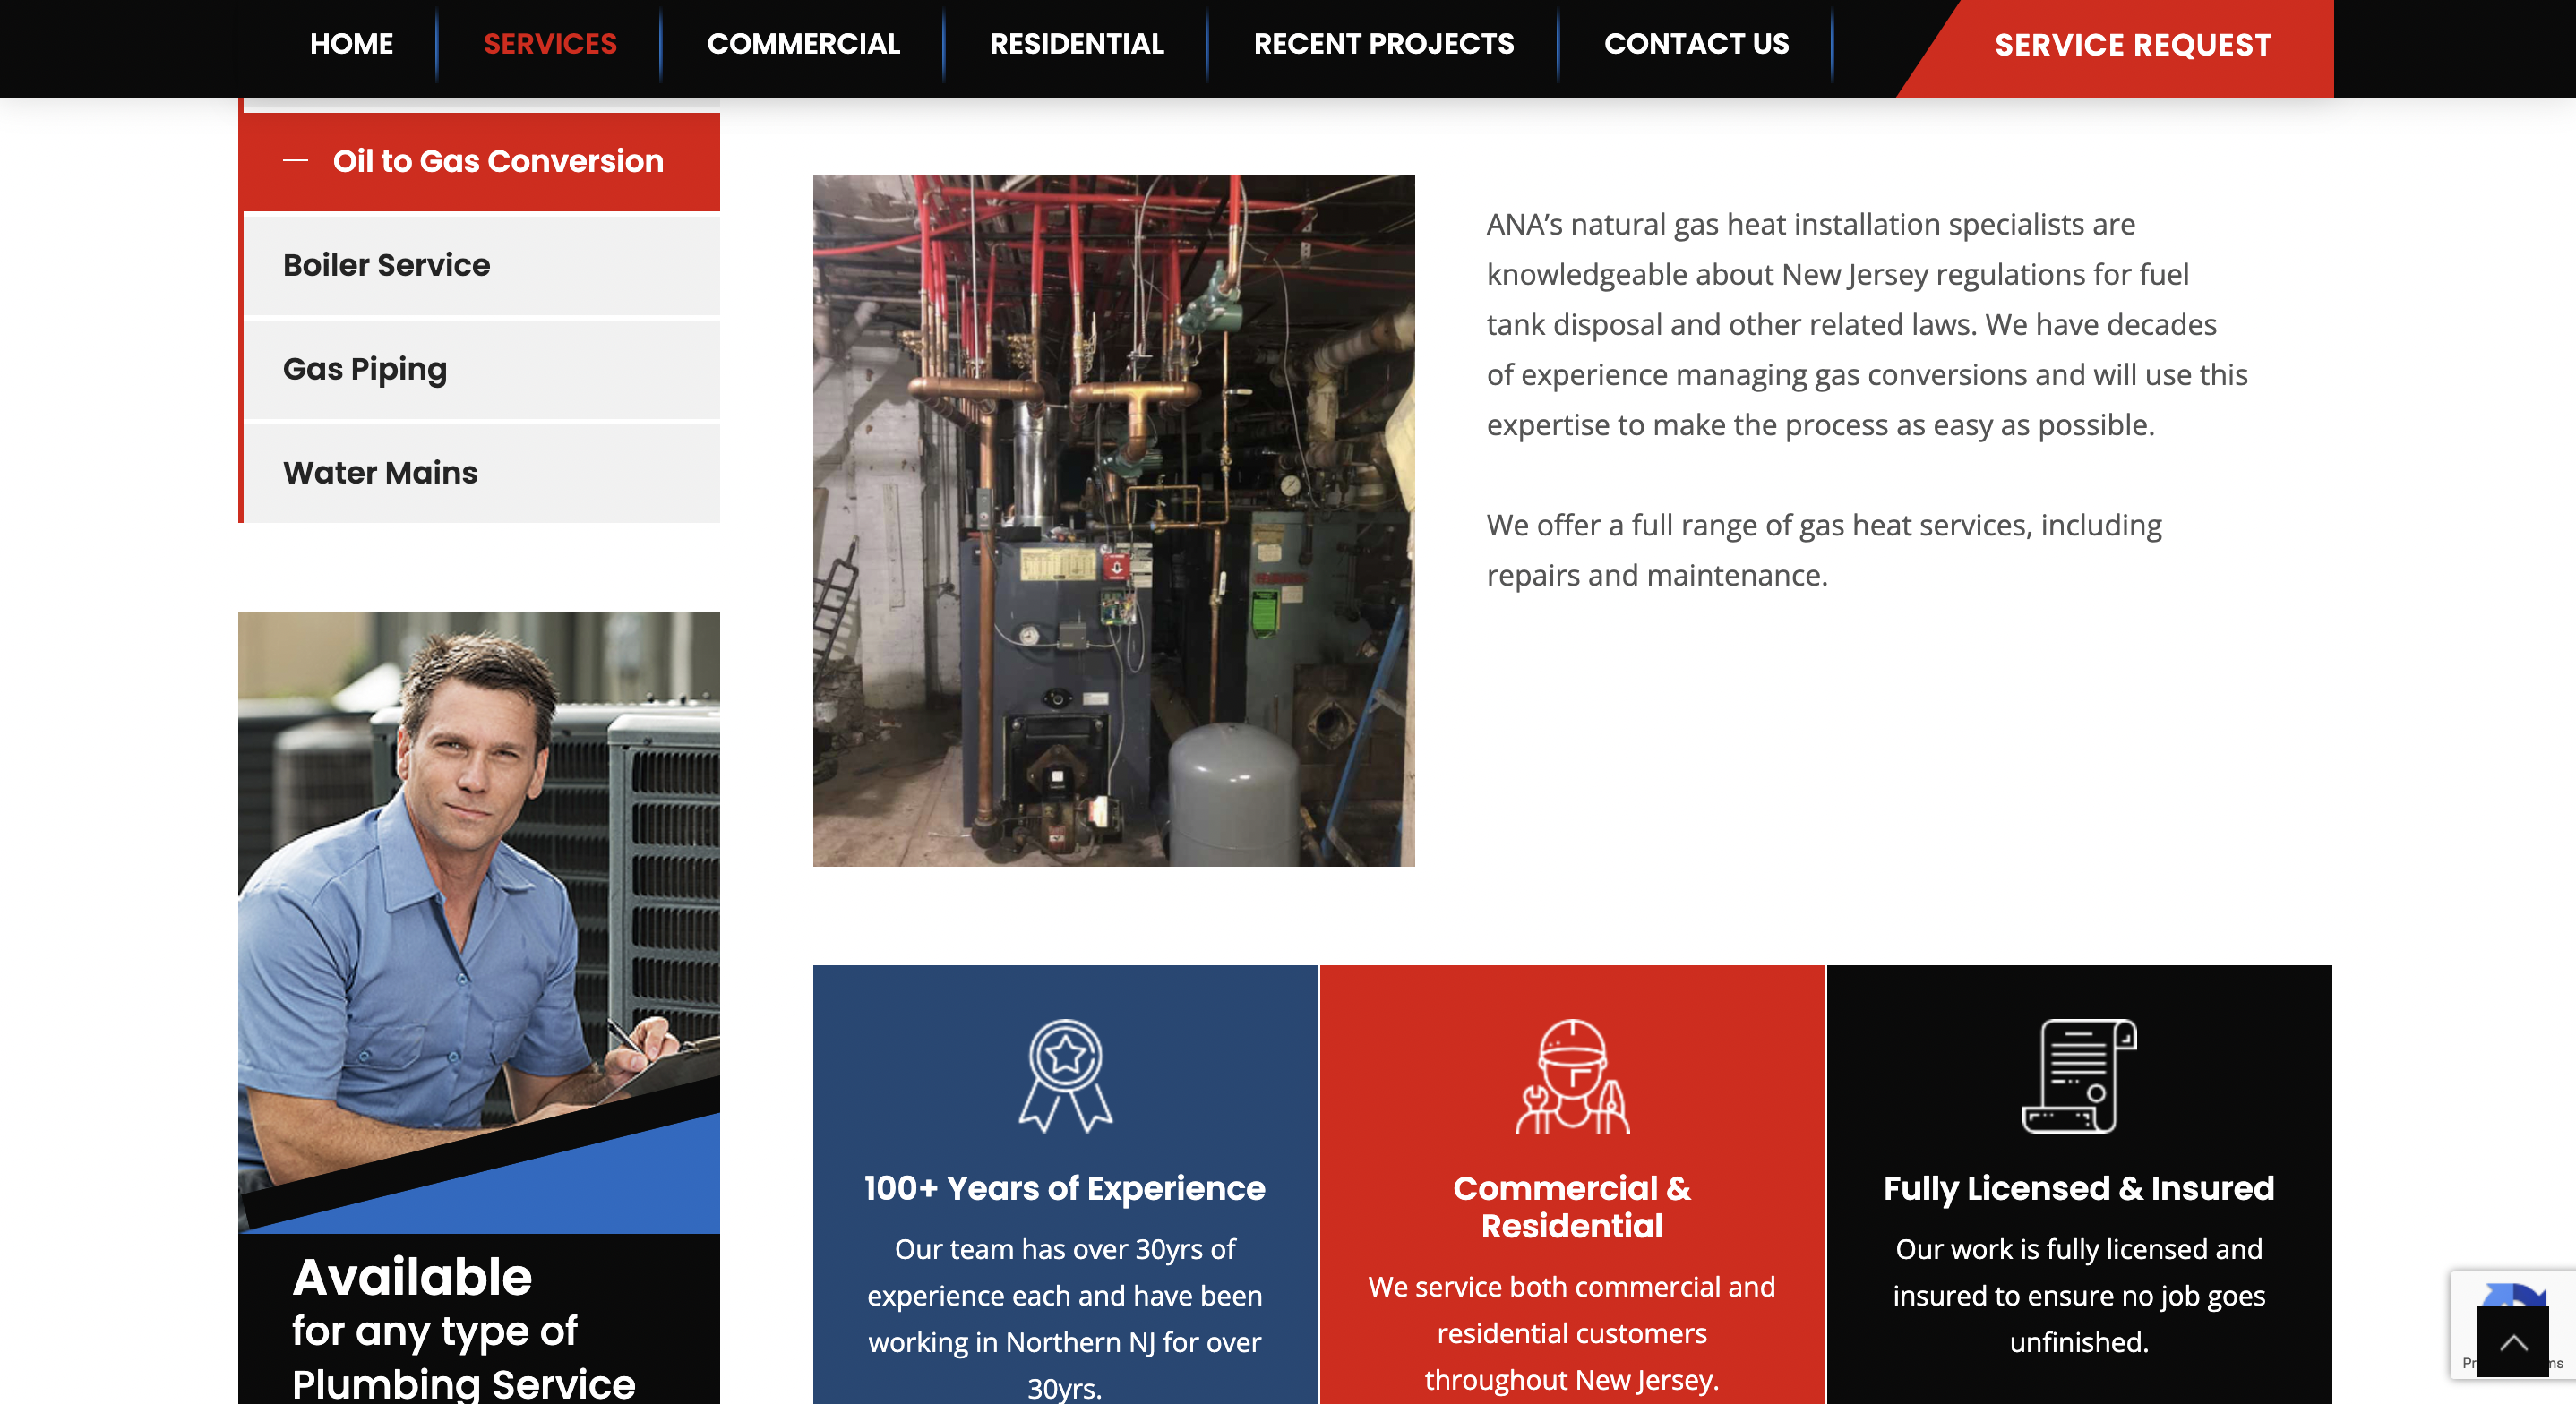 HOME
SERVICES
COMMERCIAL
RESIDENTIAL
RECENT PROJECTS
CONTACT US
SERVICE REQUEST
Oil to Gas Conversion
Boiler Service
Gas Piping
Water Mains
ANA’s natural gas heat installation specialists are
knowledgeable about New Jersey regulations for fuel
tank disposal and other related laws. We have decades
of experience managing gas conversions and will use this
expertise to make the process as easy as possible.
We offer a full range of gas heat services, including
repairs and maintenance.
Available
for any type of
Plumbing Service
100+ Years of Experience
Our team has over 30yrs of
experience each and have been
working in Northern NJ for over
30yrs.
Commercial &
Residential
We service both commercial and
residential customers
throughout New Jersey.
Fully Licensed & Insured
Our work is fully licensed and
insured to ensure no job goes
unfinished.